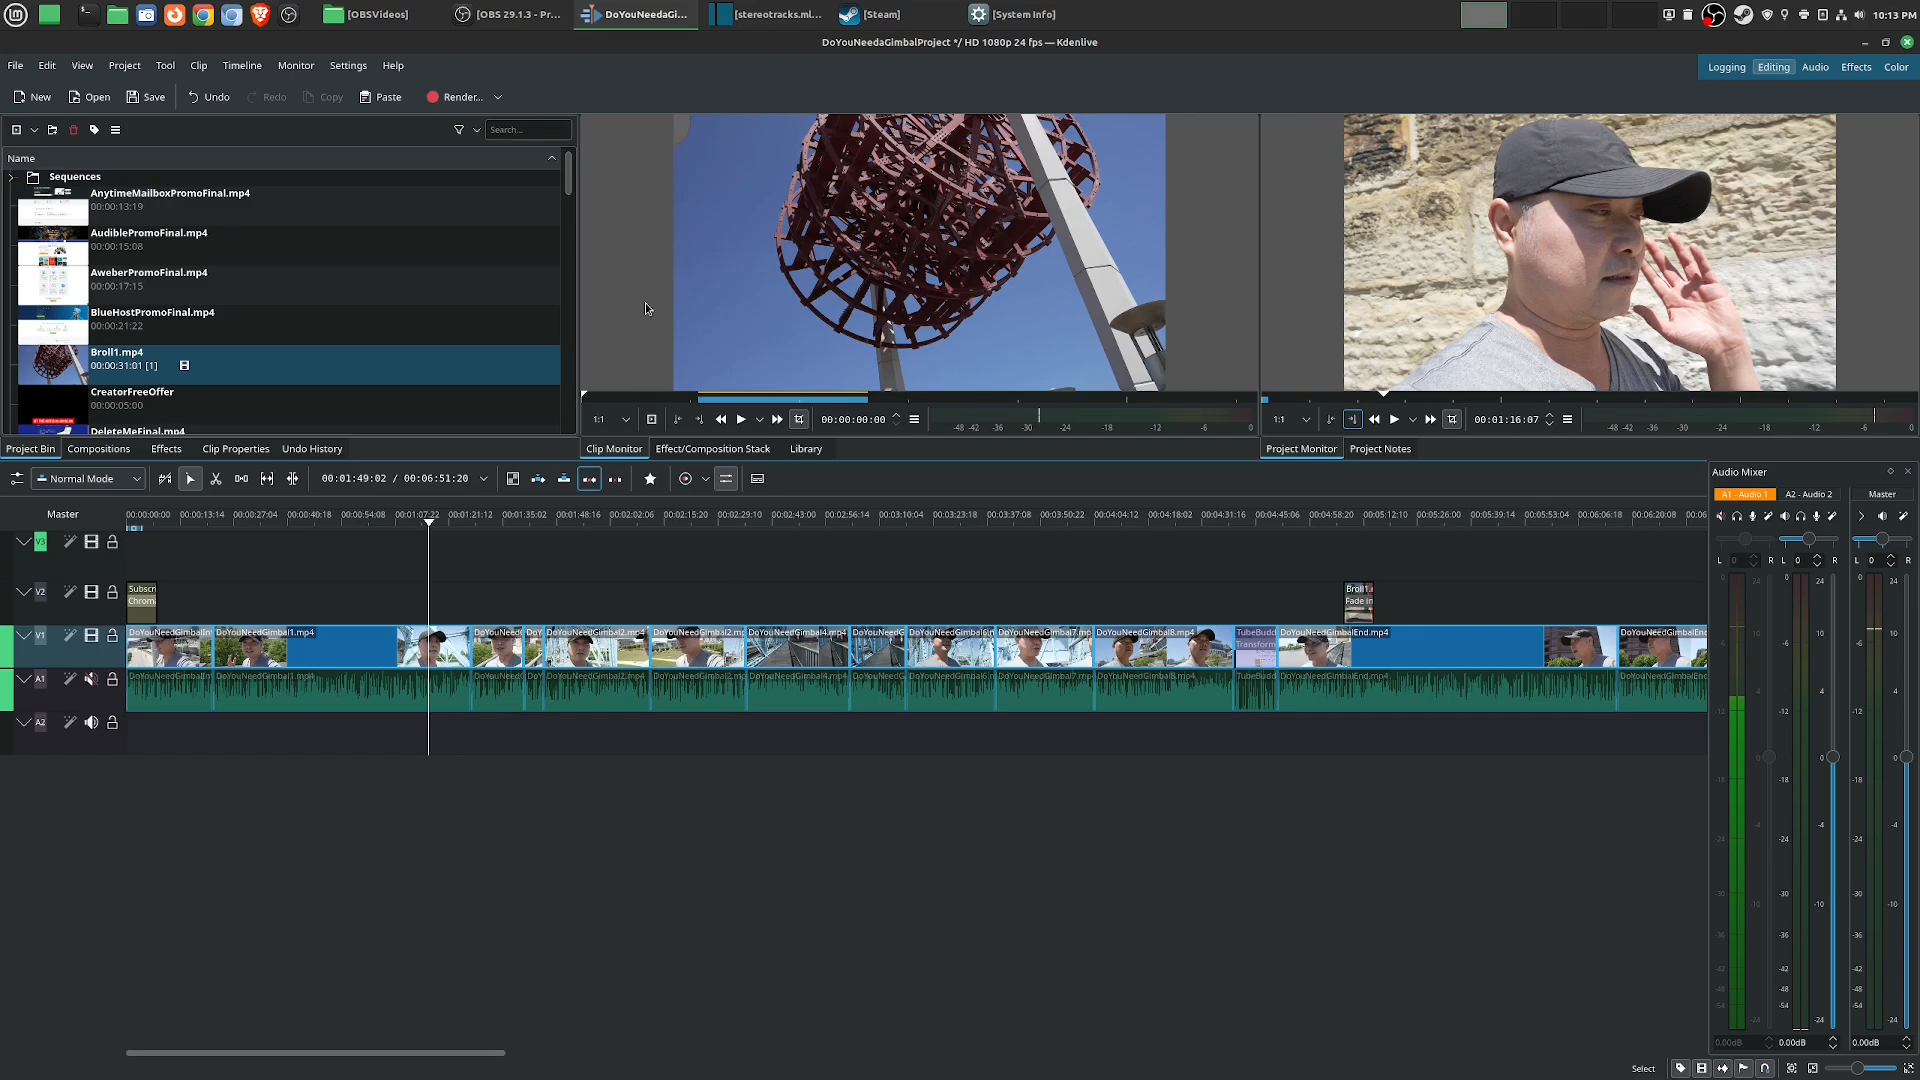 [OBSVideos]
[OBS 29.1.3 - Pr...
DoYouNeedaGi...
[stereotracks.ml...
[Steam]
[System Info]
10:13 PM
DoYouNeedaGimbalProject */ HD 1080p 24 fps — Kdenlive
File Edit View Project Tool Clip Timeline Monitor Settings Help
Logging Editing Audio Effects Color
New Open Save Undo Redo Copy Paste Render...
Search...
Name
Sequences
AnytimeMailboxPromoFinal.mp4
00:00:13:19
AudiblePromoFinal.mp4
00:00:15:08
AweberPromoFinal.mp4
00:00:17:15
BlueHostPromoFinal.mp4
00:00:21:22
Broll1.mp4
00:00:31:01 [1]
CreatorFreeOffer
00:00:05:00
DeleteMeFinal.mp4
1:1 00:00:00:00 -48 -42 -36 -30 -24 -18 -12 -6 0
1:1 00:01:16:07 -48 -42 -36 -30 -24 -18 -12 -6 0
Project Bin Compositions Effects Clip Properties Undo History
Clip Monitor Effect/Composition Stack Library
Project Monitor Project Notes
Normal Mode 00:01:49:02 / 00:06:51:20
Audio Mixer
A1 - Audio 1 A2 - Audio 2 Master
Master
00:00:00:00 00:00:13:14 00:00:27:04 00:00:40:18 00:00:54:08 00:01:07:22 00:01:21:12 00:01:35:02 00:01:48:16 00:02:02:06 00:02:15:20 00:02:29:10 00:02:43:00 00:02:56:14 00:03:10:04 00:03:23:18 00:03:37:08 00:03:50:22 00:04:04:12 00:04:18:02 00:04:31:16 00:04:45:06 00:04:58:20 00:05:12:10 00:05:26:00 00:05:39:14 00:05:53:04 00:06:06:18 00:06:20:08 00:06
V3
V2
Subscri
Chroma
Broll1.m
Fade in
V1
DoYouNeedGimbalIn DoYouNeedGimbal1.mp4 DoYouNeedG DoY DoYouNeedGimbal2.mp4 DoYouNeedGimbal2.mp DoYouNeedGimbal4.mp4 DoYouNeedG DoYouNeedGimbal6.m DoYouNeedGimbal7.mp DoYouNeedGimbal8.mp4 TubeBudd DoYouNeedGimbalEnd.mp4 DoYouNeedGimbalEnd
Transform
A1
DoYouNeedGimbalIn DoYouNeedGimbal1.mp4 DoYouNeedG DoY DoYouNeedGimbal2.mp4 DoYouNeedGimbal2.mp DoYouNeedGimbal4.mp4 DoYouNeedG DoYouNeedGimbal6.m DoYouNeedGimbal7.mp DoYouNeedGimbal8.mp4 TubeBudd DoYouNeedGimbalEnd.mp4 DoYouNeedGimbalEnd
A2
L 0 R L 0 R L 0 R
0.00dB 0.00dB 0.00dB
Select